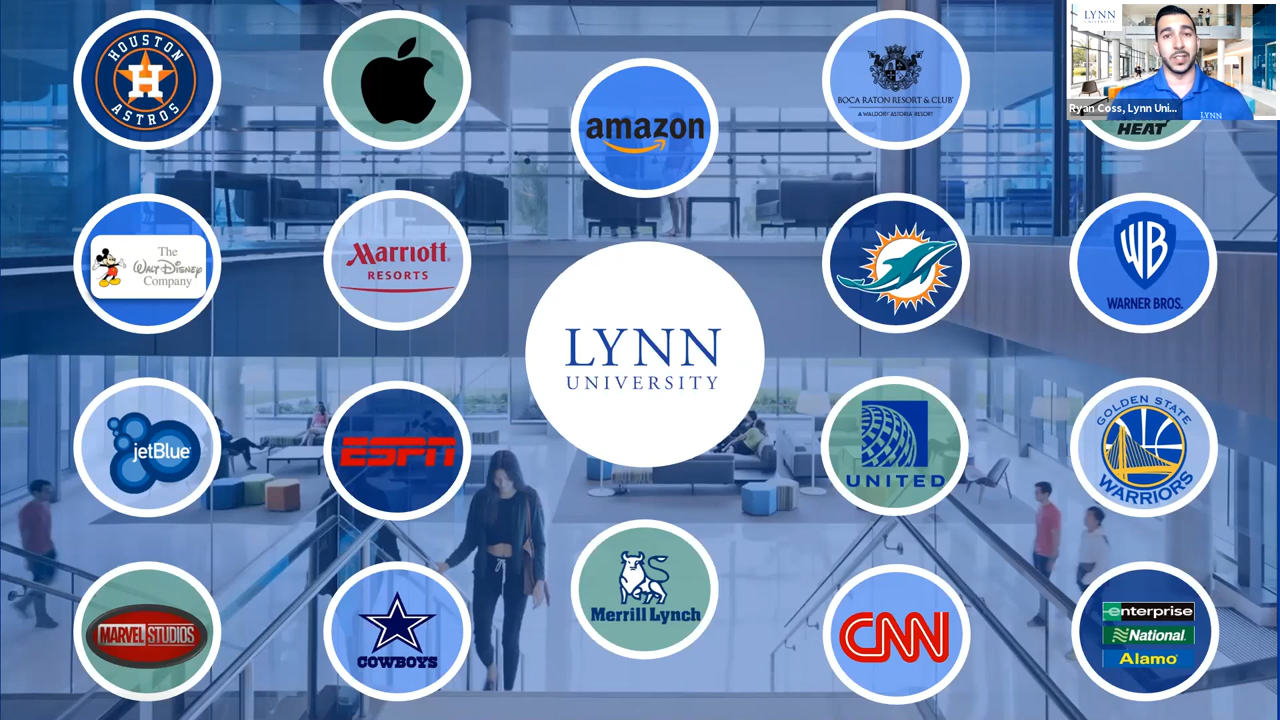 HOUSTON
ASTROS
amazon
BOCA RATON RESORT & CLUB
A WALDORF ASTORIA RESORT
LYNN
UNIVERSITY
Ryan Coss, Lynn Uni...
LYNN
HEAT
The
WALT DISNEY
Company
Marriott
RESORTS
WB
WARNER BROS.
LYNN
UNIVERSITY
jetBlue
ESPN
UNITED
GOLDEN STATE
WARRIORS
MARVEL STUDIOS
COWBOYS
Merrill Lynch
CNN
enterprise
National.
Alamo